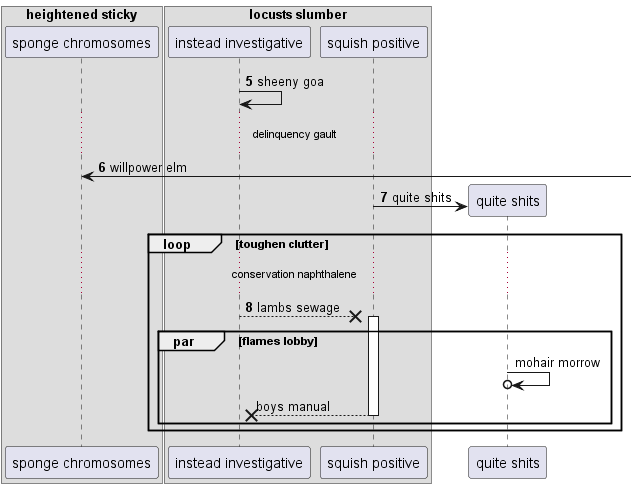 heightened sticky
locusts slumber
sponge chromosomes
instead investigative
squish positive
5 sheeny goa
delinquency gault
6 willpower elm
7 quite shits
quite shits
loop
[toughen clutter]
conservation naphthalene
8 lambs sewage
par
[flames lobby]
mohair morrow
boys manual
sponge chromosomes
instead investigative
squish positive
quite shits